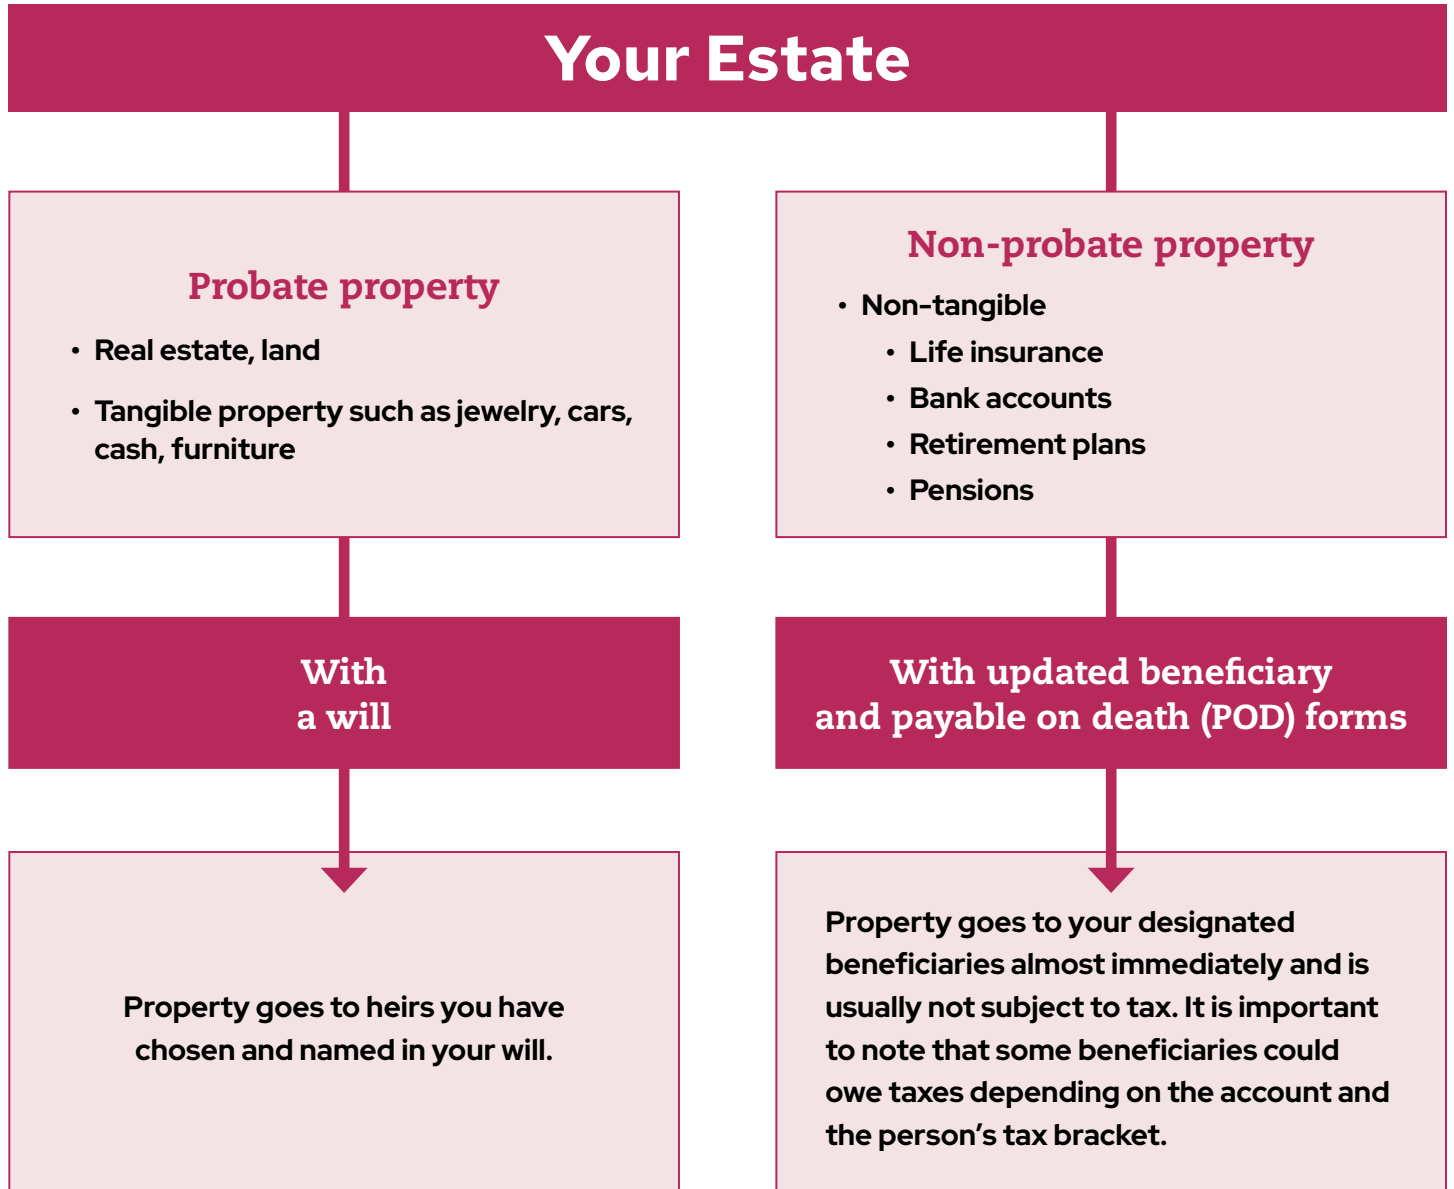 Your Estate
Probate property
• Real estate, land
• Tangible property such as jewelry, cars,
cash, furniture
Non-probate property
• Non-tangible
• Life insurance
• Bank accounts
• Retirement plans
• Pensions
With
a will
With updated beneficiary
and payable on death (POD) forms
Property goes to heirs you have
chosen and named in your will.
Property goes to your designated
beneficiaries almost immediately and is
usually not subject to tax. It is important
to note that some beneficiaries could
owe taxes depending on the account and
the person’s tax bracket.